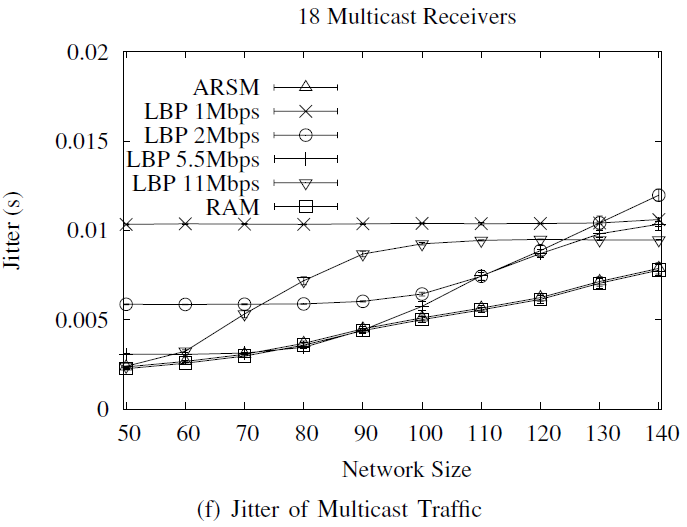 18 Multicast Receivers
0.02
0.015
0.01
0.005
0
Jitter (s)
ARSM
LBP 1Mbps
LBP 2Mbps
LBP 5.5Mbps
LBP 11Mbps
RAM
50 60 70 80 90 100 110 120 130 140
Network Size
(f) Jitter of Multicast Traffic